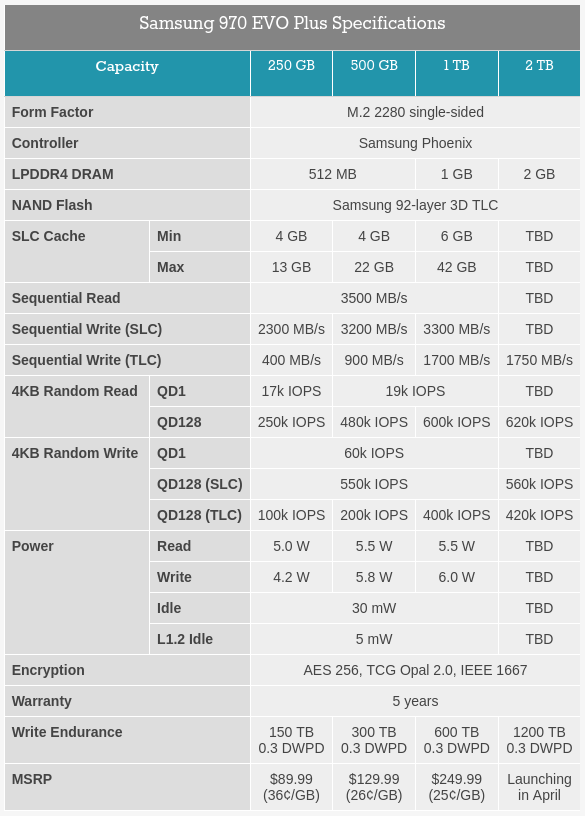 Samsung 970 EVO Plus Specifications
Capacity 250 GB 500 GB 1 TB 2 TB
Form Factor M.2 2280 single-sided
Controller Samsung Phoenix
LPDDR4 DRAM 512 MB 1 GB 2 GB
NAND Flash Samsung 92-layer 3D TLC
SLC Cache Min 4 GB 4 GB 6 GB TBD
Max 13 GB 22 GB 42 GB TBD
Sequential Read 3500 MB/s TBD
Sequential Write (SLC) 2300 MB/s 3200 MB/s 3300 MB/s TBD
Sequential Write (TLC) 400 MB/s 900 MB/s 1700 MB/s 1750 MB/s
4KB Random Read QD1 17k IOPS 19k IOPS TBD
QD128 250k IOPS 480k IOPS 600k IOPS 620k IOPS
4KB Random Write QD1 60k IOPS TBD
QD128 (SLC) 550k IOPS 560k IOPS
QD128 (TLC) 100k IOPS 200k IOPS 400k IOPS 420k IOPS
Power Read 5.0 W 5.5 W 5.5 W TBD
Write 4.2 W 5.8 W 6.0 W TBD
Idle 30 mW TBD
L1.2 Idle 5 mW TBD
Encryption AES 256, TCG Opal 2.0, IEEE 1667
Warranty 5 years
Write Endurance 150 TB 300 TB 600 TB 1200 TB
0.3 DWPD 0.3 DWPD 0.3 DWPD 0.3 DWPD
MSRP $89.99 $129.99 $249.99 Launching
(36¢/GB) (26¢/GB) (25¢/GB) in April